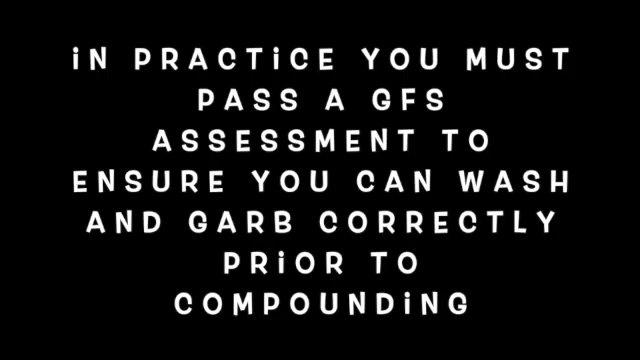 iN PRACTiCE YOU MUST
PASS A GFS
ASSESSMENT TO
ENSURE YOU CAN WASH
AND GARB CORRECTLY
PRiOR TO
COMPOUNDiNG